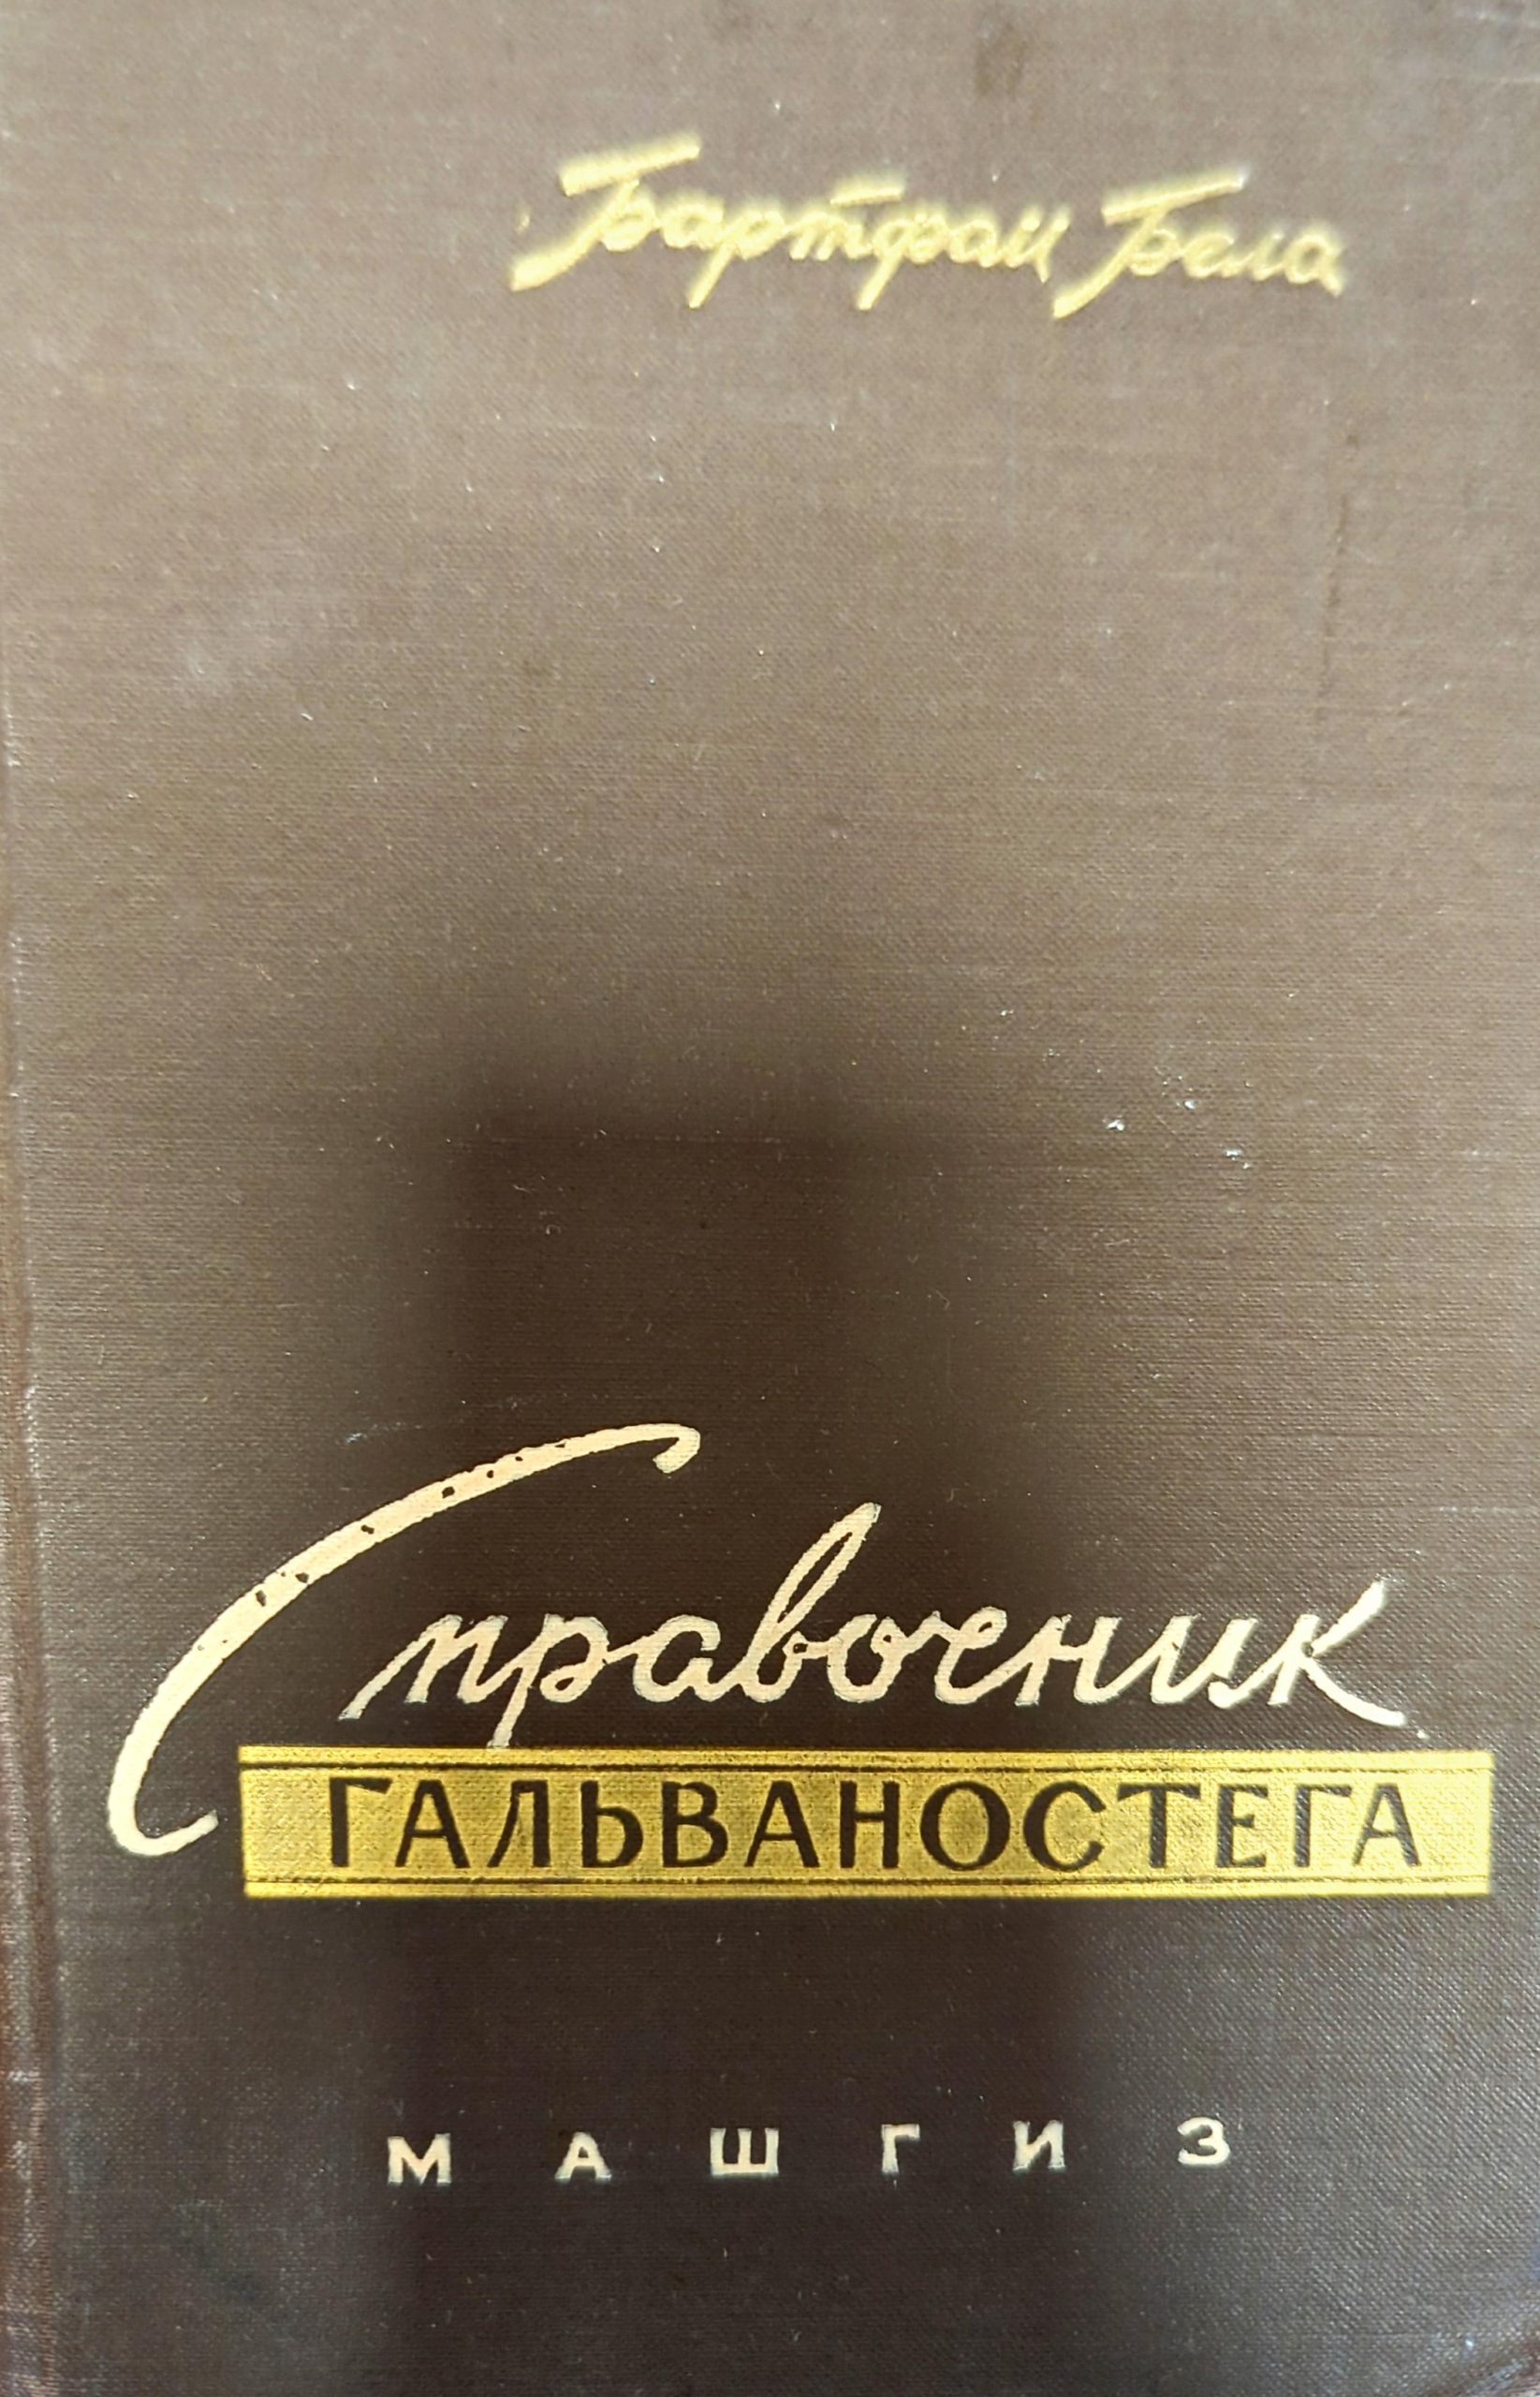 Бартфаи Бела
Справочник
ГАЛЬВАНОСТЕГА
МАШГИЗ